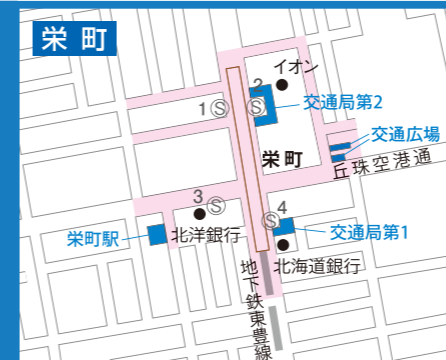 栄町
イオン
2
1 Ⓢ
Ⓢ
交通局第2
交通広場
栄町
丘珠空港通
3
Ⓢ
4
Ⓢ
栄町駅
北洋銀行
交通局第1
北海道銀行
地下鉄東豊線